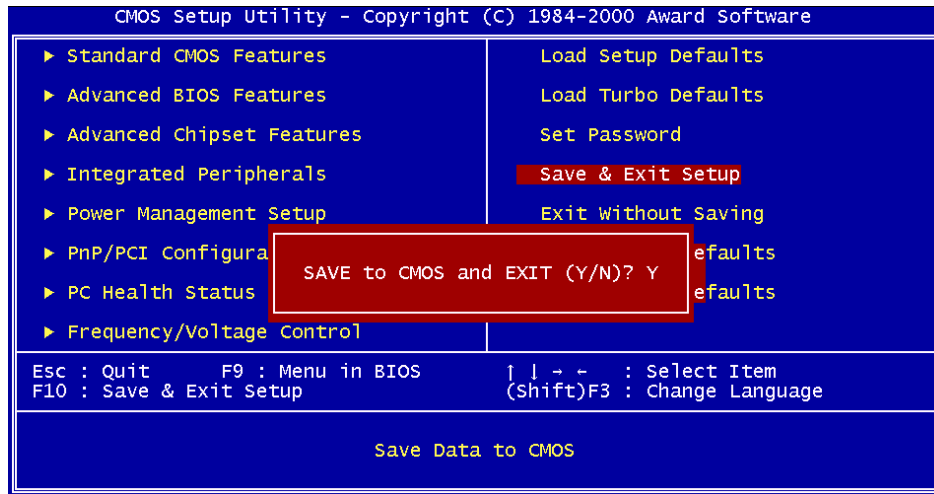 CMOS Setup Utility - Copyright (C) 1984-2000 Award Software
▶ Standard CMOS Features
▶ Advanced BIOS Features
▶ Advanced Chipset Features
▶ Integrated Peripherals
▶ Power Management Setup
▶ PnP/PCI Configura
▶ PC Health Status
▶ Frequency/Voltage Control
Load Setup Defaults
Load Turbo Defaults
Set Password
Save & Exit Setup
Exit Without Saving
efaults
efaults
SAVE to CMOS and EXIT (Y/N)? Y
Esc : Quit F9 : Menu in BIOS ↑ ↓ → ← : Select Item
F10 : Save & Exit Setup (Shift)F3 : Change Language
Save Data to CMOS